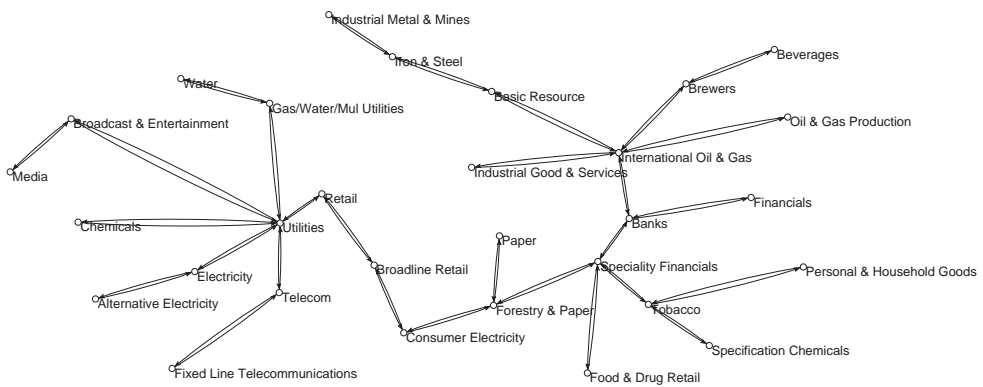 Industrial Metal & Mines
Iron & Steel
Beverages
Water
Basic Resource
Brewers
Gas/Water/Mul Utilities
Broadcast & Entertainment
Oil & Gas Production
International Oil & Gas
Media
Industrial Good & Services
Retail
Financials
Chemicals
Utilities
Banks
Paper
Electricity
Broadline Retail
Speciality Financials
Personal & Household Goods
Alternative Electricity
Telecom
Forestry & Paper
Tobacco
Consumer Electricity
Specification Chemicals
Fixed Line Telecommunications
Food & Drug Retail